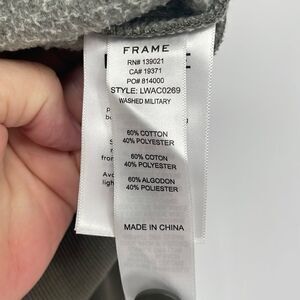 FRAME
RN# 139021
CA# 19371
PO# 814000
STYLE: LWAC0269
WASHED MILITARY
60% COTTON
40% POLYESTER
60% COTON
40% POLYESTER
60% ALGODON
40% POLIESTER
MADE IN CHINA